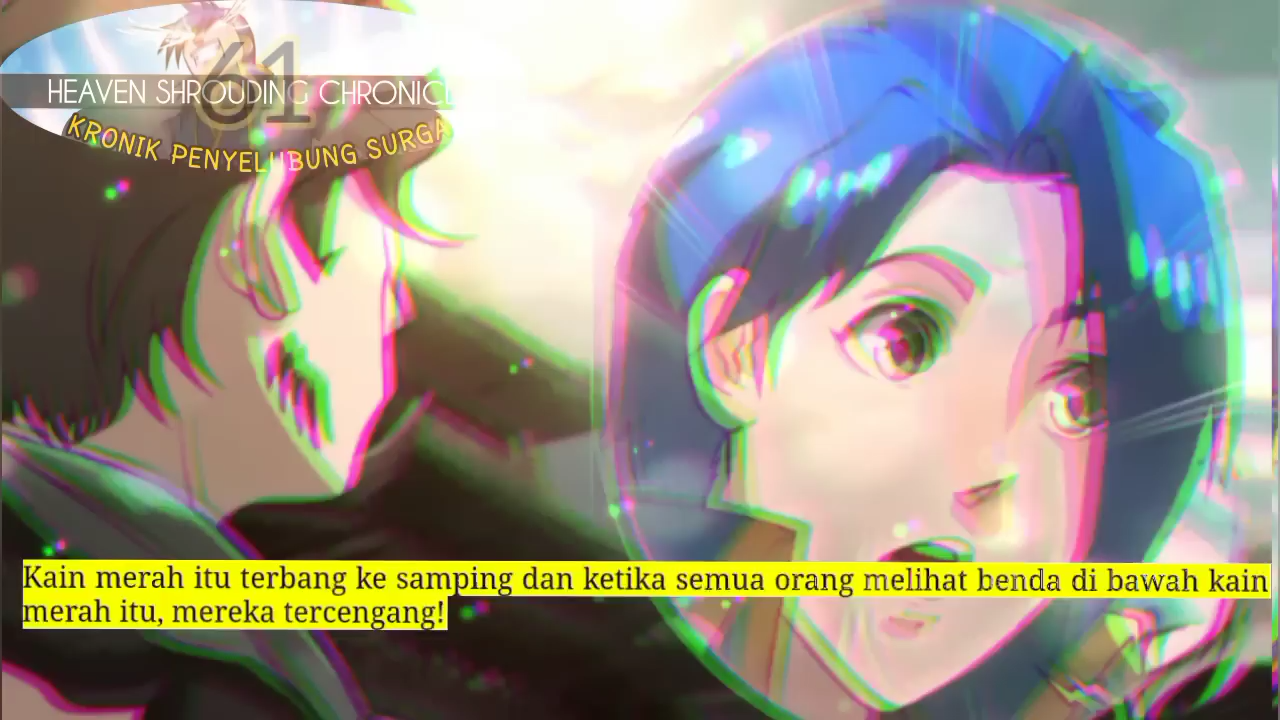 61
HEAVEN SHROUDING CHRONICL
KRONIK PENYELUBUNG SURGA
Kain merah itu terbang ke samping dan ketika semua orang melihat benda di bawah kain
merah itu, mereka tercengang!